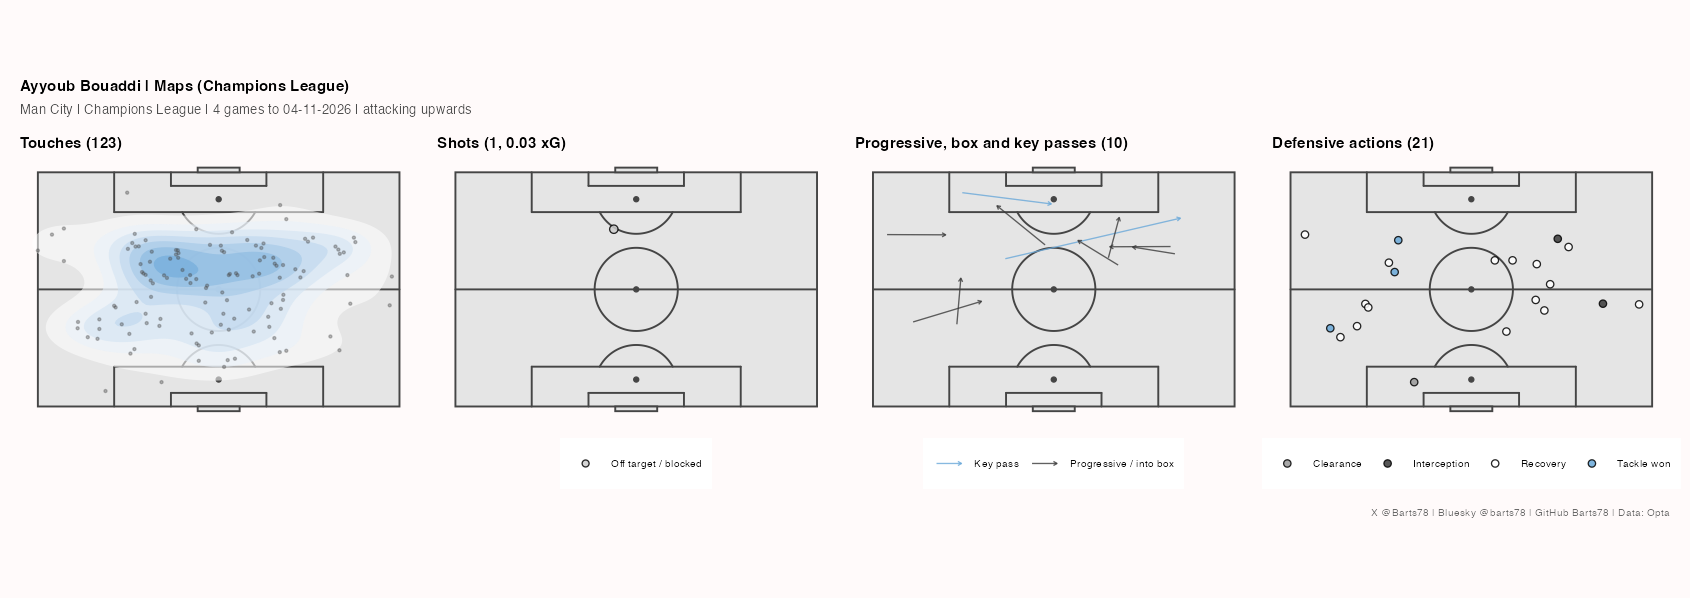 Ayyoub Bouaddi | Maps (Champions League)
Man City | Champions League | 4 games to 04-11-2026 | attacking upwards
Touches (123)
Shots (1, 0.03 xG)
Progressive, box and key passes (10)
Defensive actions (21)
Off target / blocked
Key pass
Progressive / into box
Clearance
Interception
Recovery
Tackle won
X @Barts78 | Bluesky @barts78 | GitHub Barts78 | Data: Opta